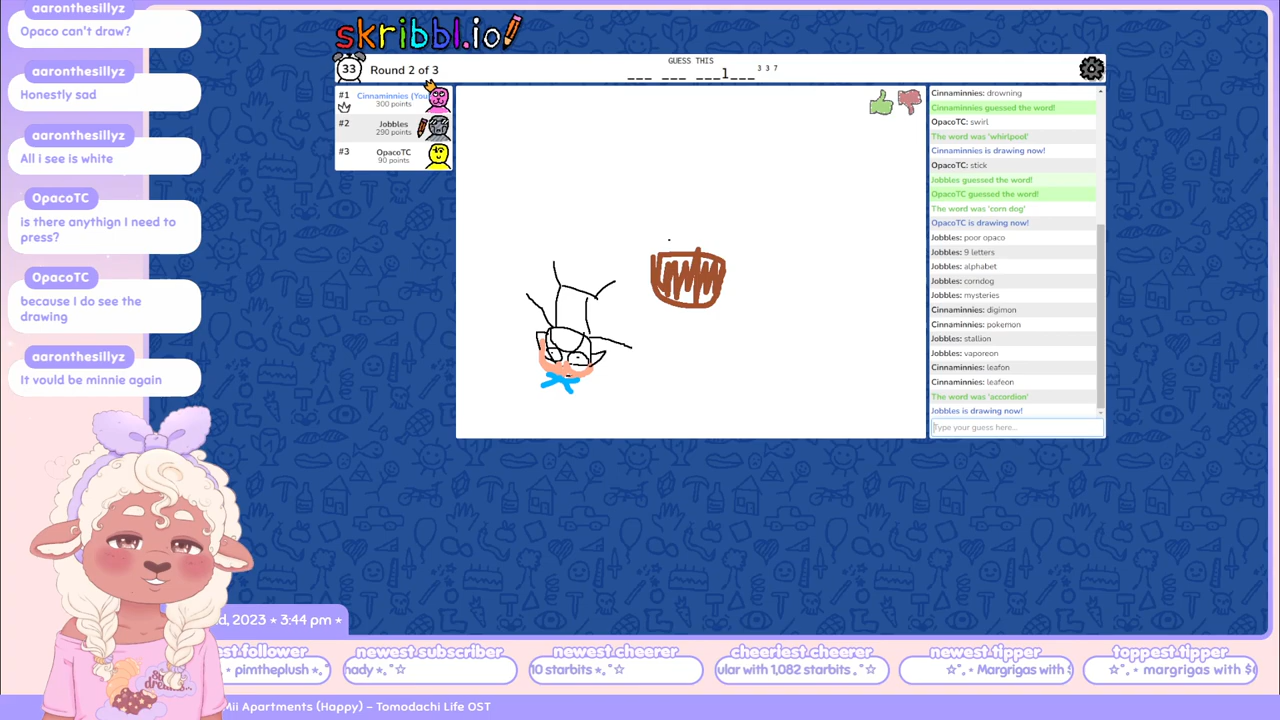 aaronthesillyz
Opaco can't draw?
aaronthesillyz
Honestly sad
aaronthesillyz
All i see is white
OpacoTC
is there anythign I need to
press?
OpacoTC
because I do see the
drawing
aaronthesillyz
It vould be minnie again
skribbl.io
33
Round 2 of 3
GUESS THIS
___ ___ ___l___ 3 3 7
#1
Cinnaminnies (You
300 points
#2
Jobbles
290 points
#3
OpacoTC
90 points
Cinnaminnies: drowning
Cinnaminnies guessed the word!
OpacoTC: swirl
The word was 'whirlpool'
Cinnaminnies is drawing now!
OpacoTC: stick
Jobbles guessed the word!
OpacoTC guessed the word!
The word was 'corn dog'
OpacoTC is drawing now!
Jobbles: poor opaco
Jobbles: 9 letters
Jobbles: alphabet
Jobbles: corndog
Jobbles: mysteries
Cinnaminnies: digimon
Cinnaminnies: pokemon
Jobbles: stallion
Jobbles: vaporeon
Cinnaminnies: leafon
Cinnaminnies: leafeon
The word was 'accordion'
Jobbles is drawing now!
Type your guess here...
d, 2023 ⋆ 3:44 pm ⋆
est follower
⋆ pimtheplush ⋆.˚
newest subscriber
hady ⋆.˚☆
newest cheerer
10 starbits ⋆.˚☆
cheeriest cheerer
ular with 1,082 starbits .˚☆
newest tipper
☆˚. ⋆ Margrigas with $
toppest tipper
☆˚. ⋆ margrigas with $
Mii Apartments (Happy) - Tomodachi Life OST